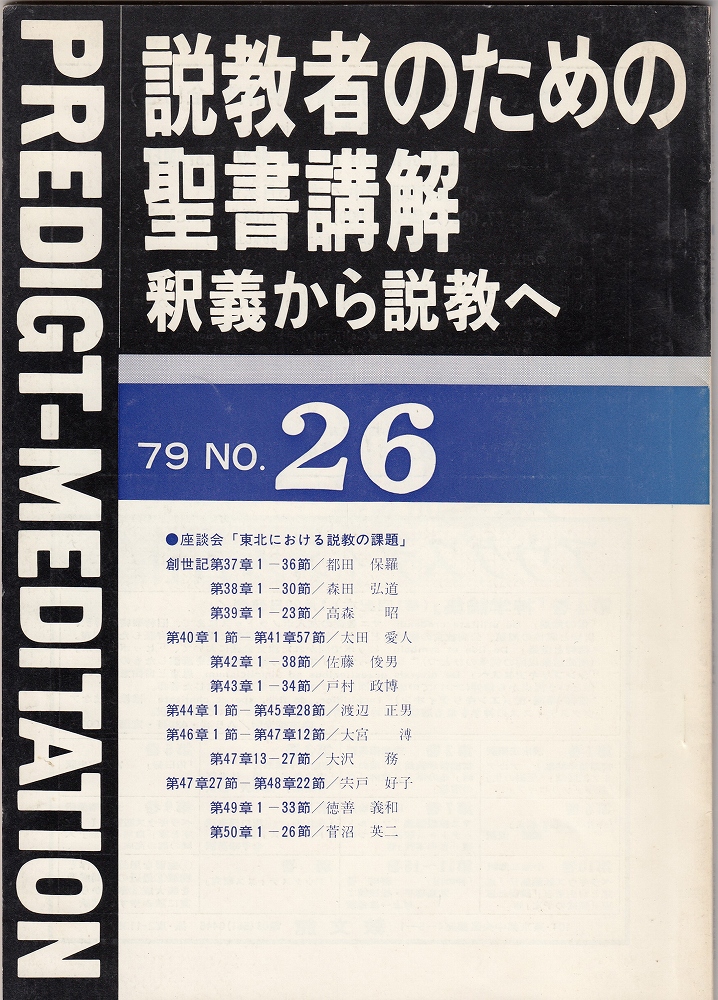 PREDIGT-MEDITATION
説教者のための
聖書講解
釈義から説教へ
79 NO. 26
●座談会「東北における説教の課題」
創世記第37章1－36節／都田　保羅
第38章1－30節／森田　弘道
第39章1－23節／高森　昭
第40章1節－第41章57節／太田　愛人
第42章1－38節／佐藤　俊男
第43章1－34節／戸村　政博
第44章1節－第45章28節／渡辺　正男
第46章1節－第47章12節／大宮　溥
第47章13－27節／大沢　務
第47章27節－第48章22節／宍戸　好子
第49章1－33節／徳善　義和
第50章1－26節／菅沼　英二